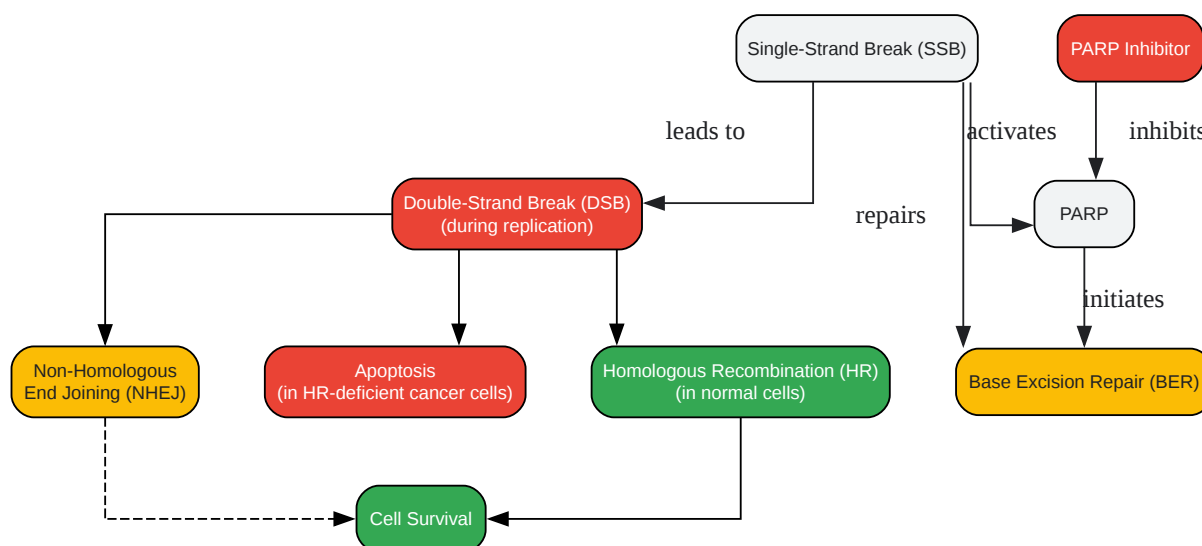 Single-Strand Break (SSB)
PARP Inhibitor
leads to
activates
inhibits
Double-Strand Break (DSB)
(during replication)
repairs
PARP
initiates
Non-Homologous
End Joining (NHEJ)
Apoptosis
(in HR-deficient cancer cells)
Homologous Recombination (HR)
(in normal cells)
Base Excision Repair (BER)
Cell Survival